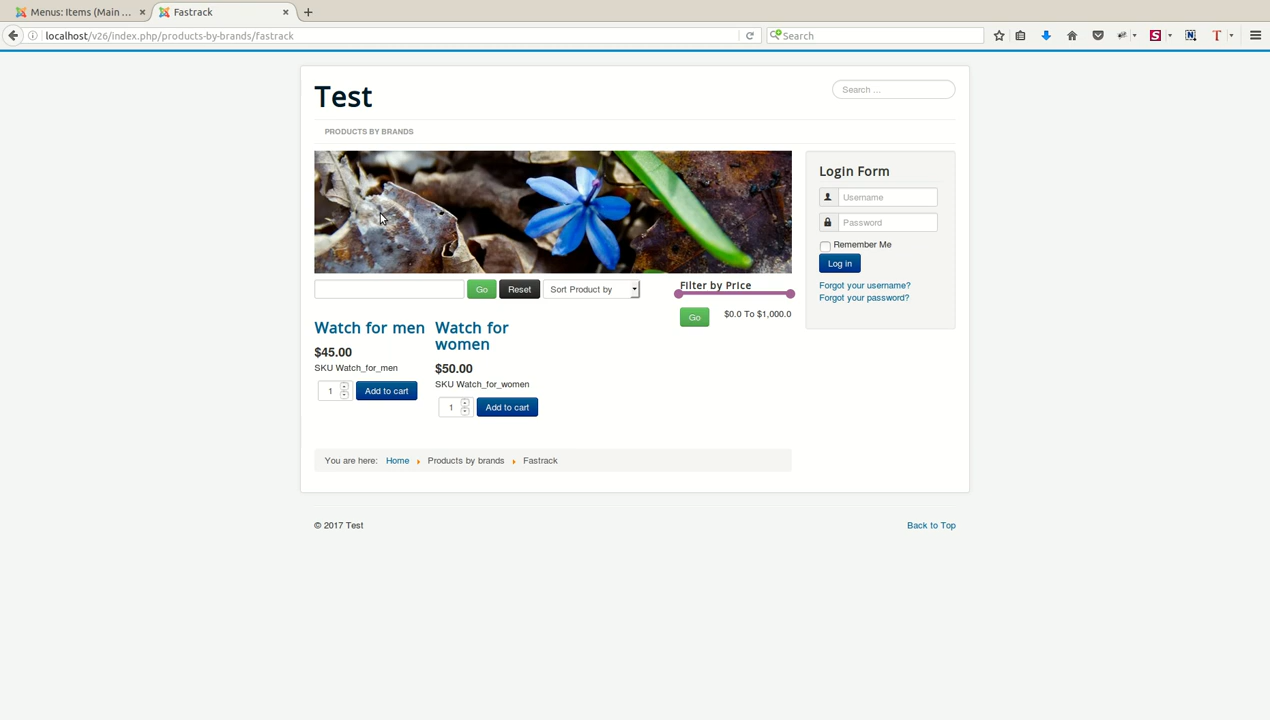 Menus: Items (Main ...
Fastrack
localhost/v26/index.php/products-by-brands/fastrack
Search
Test
Search ...
PRODUCTS BY BRANDS
Login Form
Username
Password
Remember Me
Log in
Forgot your username?
Forgot your password?
Go
Reset
Sort Product by
Filter by Price
Go
$0.0 To $1,000.0
Watch for men
$45.00
SKU Watch_for_men
1
Add to cart
Watch for
women
$50.00
SKU Watch_for_women
1
Add to cart
You are here: Home Products by brands Fastrack
© 2017 Test
Back to Top